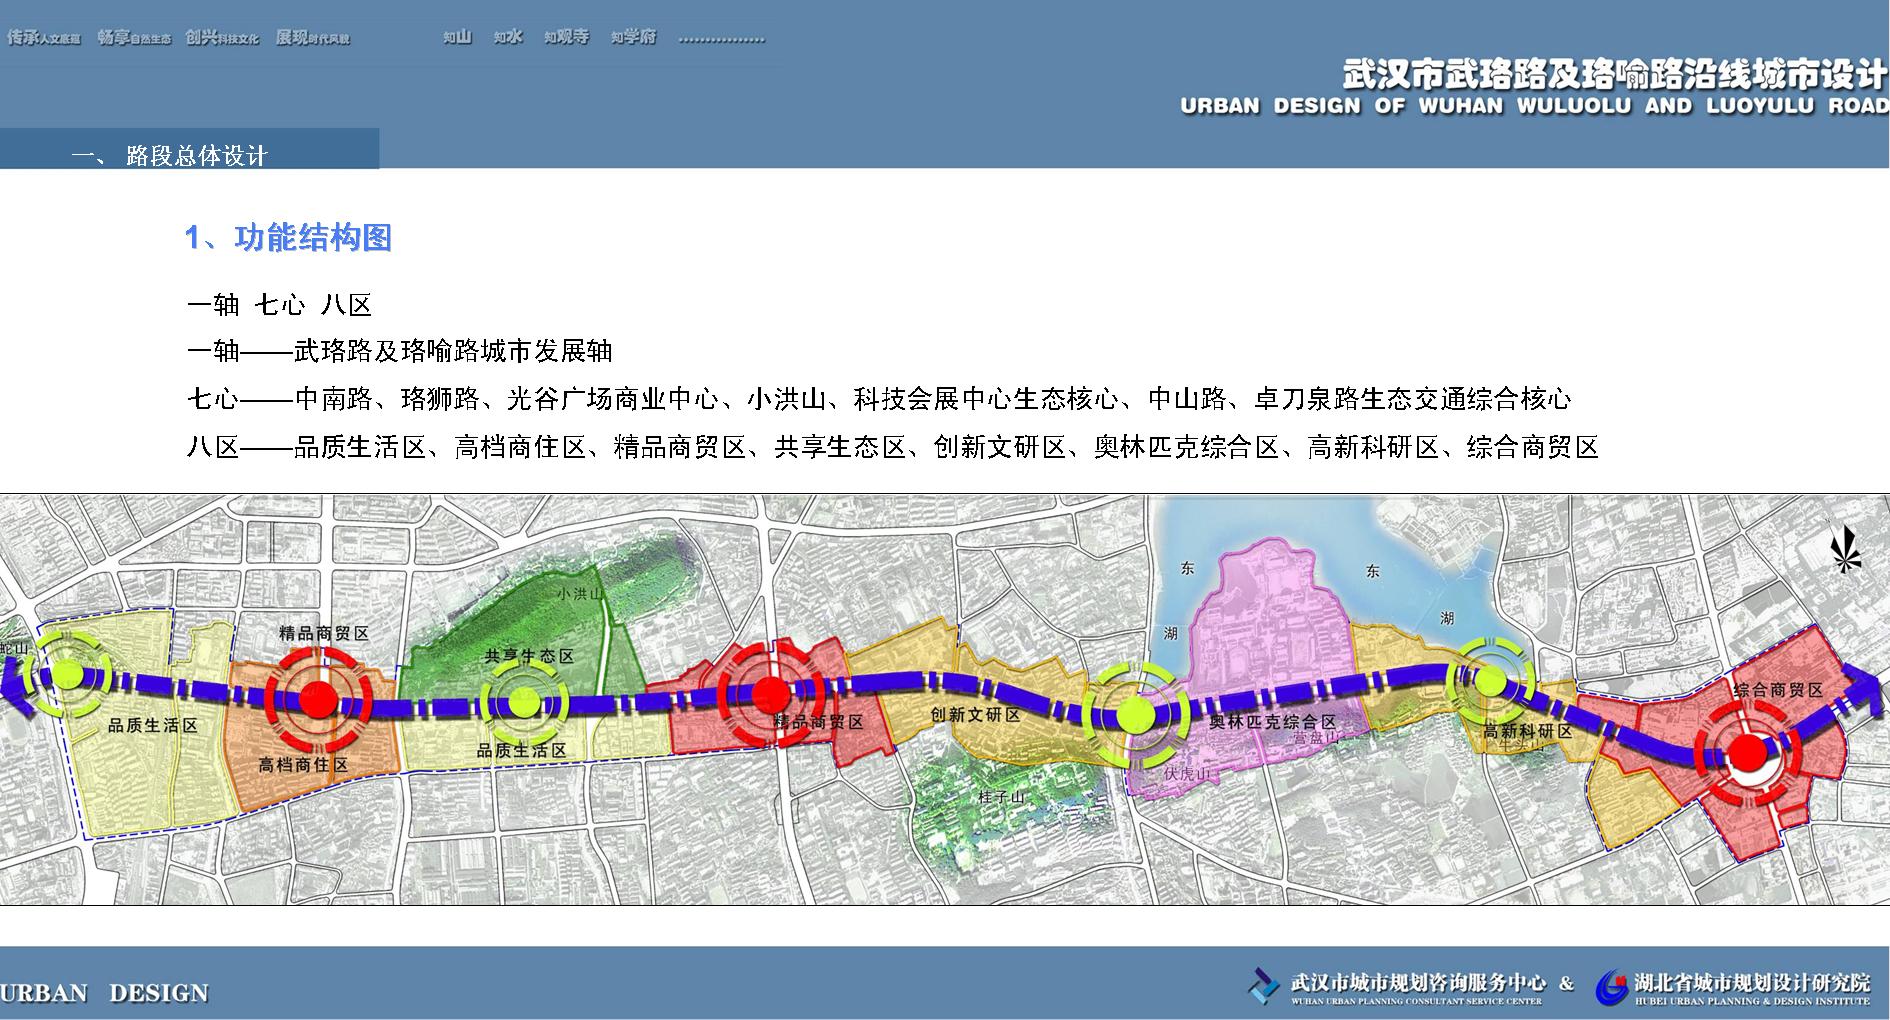 传承人文底蕴 畅享自然生态 创兴科技文化 展现时代风貌 知山 知水 知观寺 知学府 ................
武汉市武珞路及珞喻路沿线城市设计
URBAN DESIGN OF WUHAN WULUOLU AND LUOYULU ROAD
一、 路段总体设计
1、功能结构图
一轴 七心 八区
一轴——武珞路及珞喻路城市发展轴
七心——中南路、珞狮路、光谷广场商业中心、小洪山、科技会展中心生态核心、中山路、卓刀泉路生态交通综合核心
八区——品质生活区、高档商住区、精品商贸区、共享生态区、创新文研区、奥林匹克综合区、高新科研区、综合商贸区
东
东
小洪山
湖
湖
精品商贸区
蛇山
共享生态区
综合商贸区
品质生活区
精品商贸区
创新文研区
奥林匹克综合区
高新科研区
营盘山
牛头山
品质生活区
高档商住区
伏虎山
桂子山
URBAN DESIGN
武汉市城市规划咨询服务中心 & 湖北省城市规划设计研究院
WUHAN URBAN PLANNING CONSULTANT SERVICE CENTER HUBEI URBAN PLANNING & DESIGN INSTITUTE